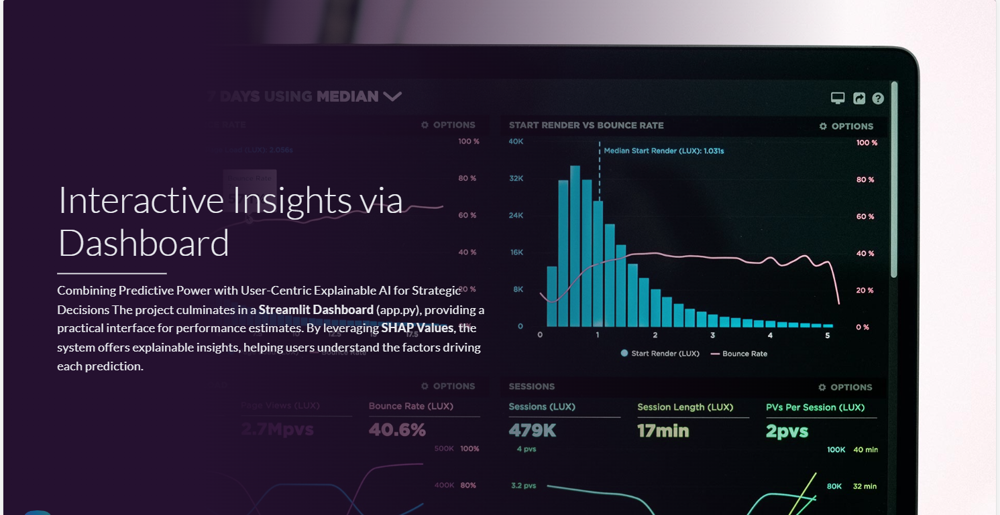 7 DAYS USING MEDIAN
OPTIONS
100 %
80 %
60 %
40 %
20 %
Interactive Insights via
Dashboard
Combining Predictive Power with User-Centric Explainable AI for Strategic
Decisions The project culminates in a Streamlit Dashboard (app.py), providing a
practical interface for performance estimates. By leveraging SHAP Values, the
system offers explainable insights, helping users understand the factors driving
each prediction.
12.5
17.5
Bounce Rate
START RENDER VS BOUNCE RATE
OPTIONS
40K
32K
24K
16K
8K
0
Median Start Render (LUX): 1.031s
100 %
80 %
60 %
40 %
20 %
0 %
0 1 2 3 4 5
Start Render (LUX) Bounce Rate
OPTIONS
Page Views (LUX) Bounce Rate (LUX)
2.7Mpvs 40.6%
500K 100%
400K 80%
SESSIONS
OPTIONS
Sessions (LUX) Session Length (LUX) PVs Per Session (LUX)
479K 17min 2pvs
4 pvs 100K 40 min
3.2 pvs 80K 32 min